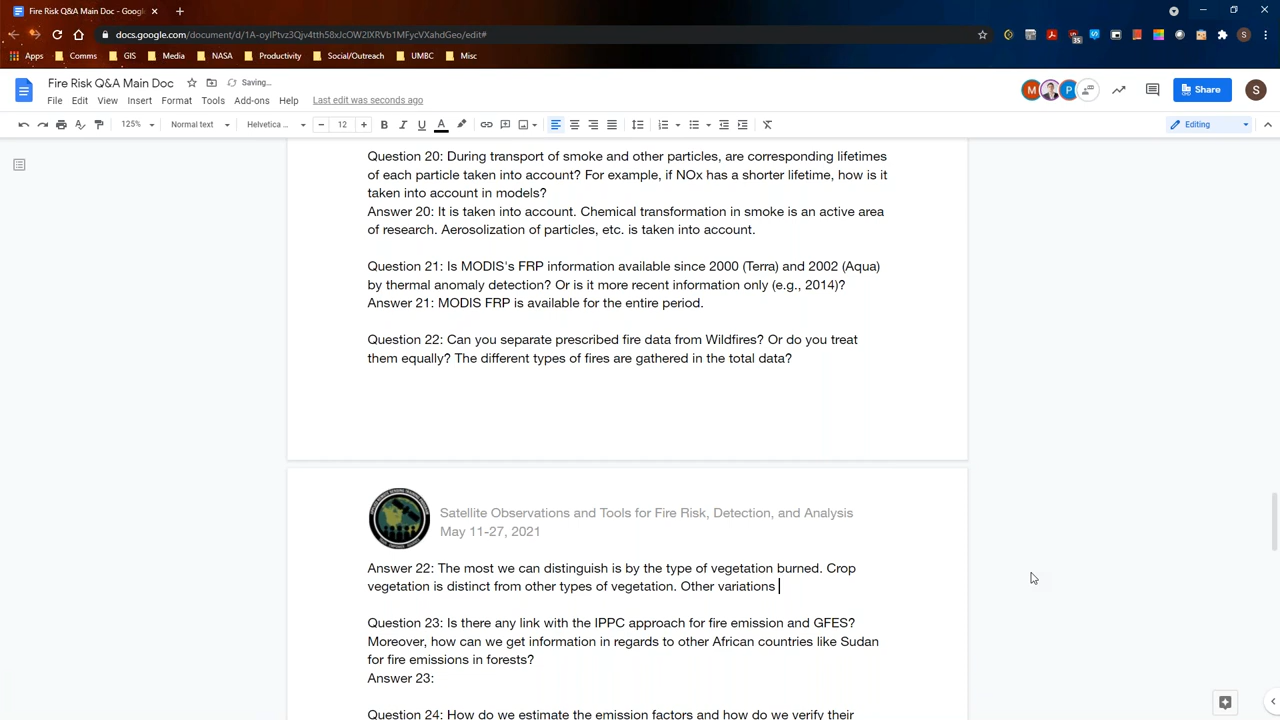 Fire Risk Q&A Main Doc - Googl
docs.google.com/document/d/1A-oyIPtvz3Qjv4tth58xJcOW2IXRVb1MFycVXahdGeo/edit#
Apps Comms GIS Media NASA Productivity Social/Outreach UMBC Misc
Fire Risk Q&A Main Doc Saving...
File Edit View Insert Format Tools Add-ons Help Last edit was seconds ago
M P Share S
125% Normal text Helvetica ... 12 Editing
Question 20: During transport of smoke and other particles, are corresponding lifetimes
of each particle taken into account? For example, if NOx has a shorter lifetime, how is it
taken into account in models?
Answer 20: It is taken into account. Chemical transformation in smoke is an active area
of research. Aerosolization of particles, etc. is taken into account.
Question 21: Is MODIS's FRP information available since 2000 (Terra) and 2002 (Aqua)
by thermal anomaly detection? Or is it more recent information only (e.g., 2014)?
Answer 21: MODIS FRP is available for the entire period.
Question 22: Can you separate prescribed fire data from Wildfires? Or do you treat
them equally? The different types of fires are gathered in the total data?
Satellite Observations and Tools for Fire Risk, Detection, and Analysis
May 11-27, 2021
Answer 22: The most we can distinguish is by the type of vegetation burned. Crop
vegetation is distinct from other types of vegetation. Other variations
Question 23: Is there any link with the IPPC approach for fire emission and GFES?
Moreover, how can we get information in regards to other African countries like Sudan
for fire emissions in forests?
Answer 23:
Question 24: How do we estimate the emission factors and how do we verify their